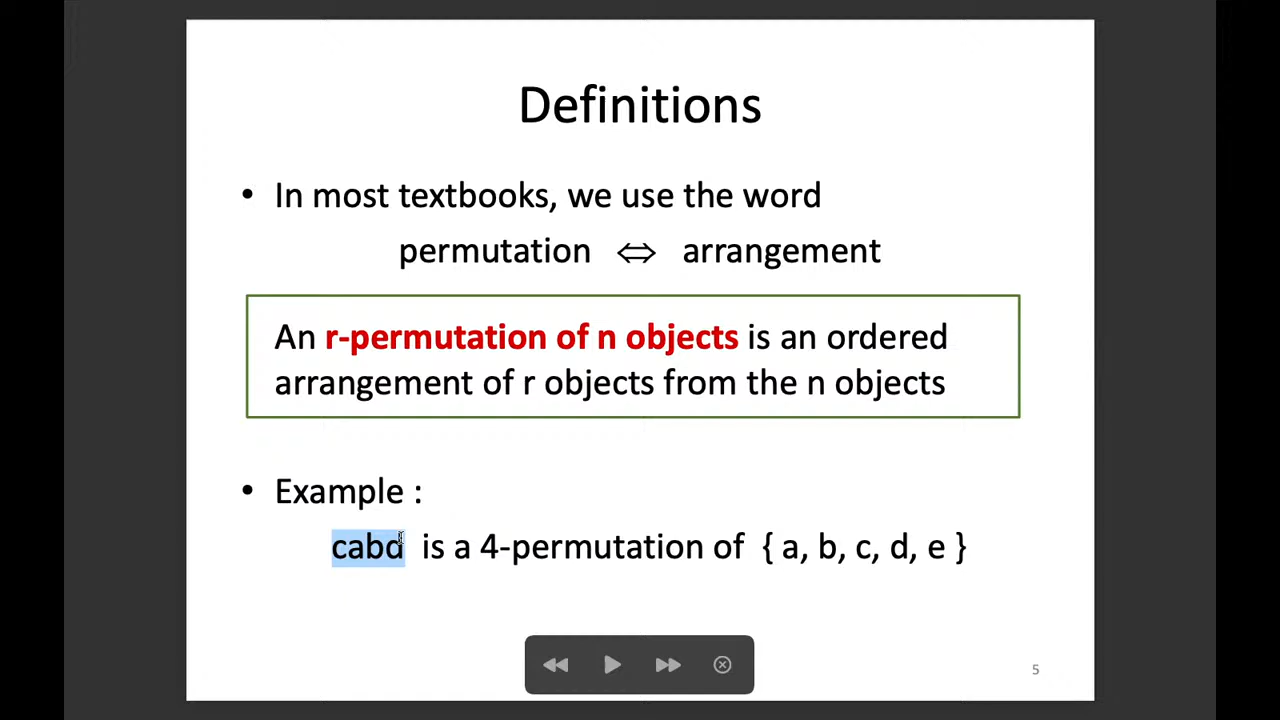 Definitions
• In most textbooks, we use the word
permutation ⇔ arrangement
An r-permutation of n objects is an ordered
arrangement of r objects from the n objects
• Example :
cabd is a 4-permutation of { a, b, c, d, e }
5